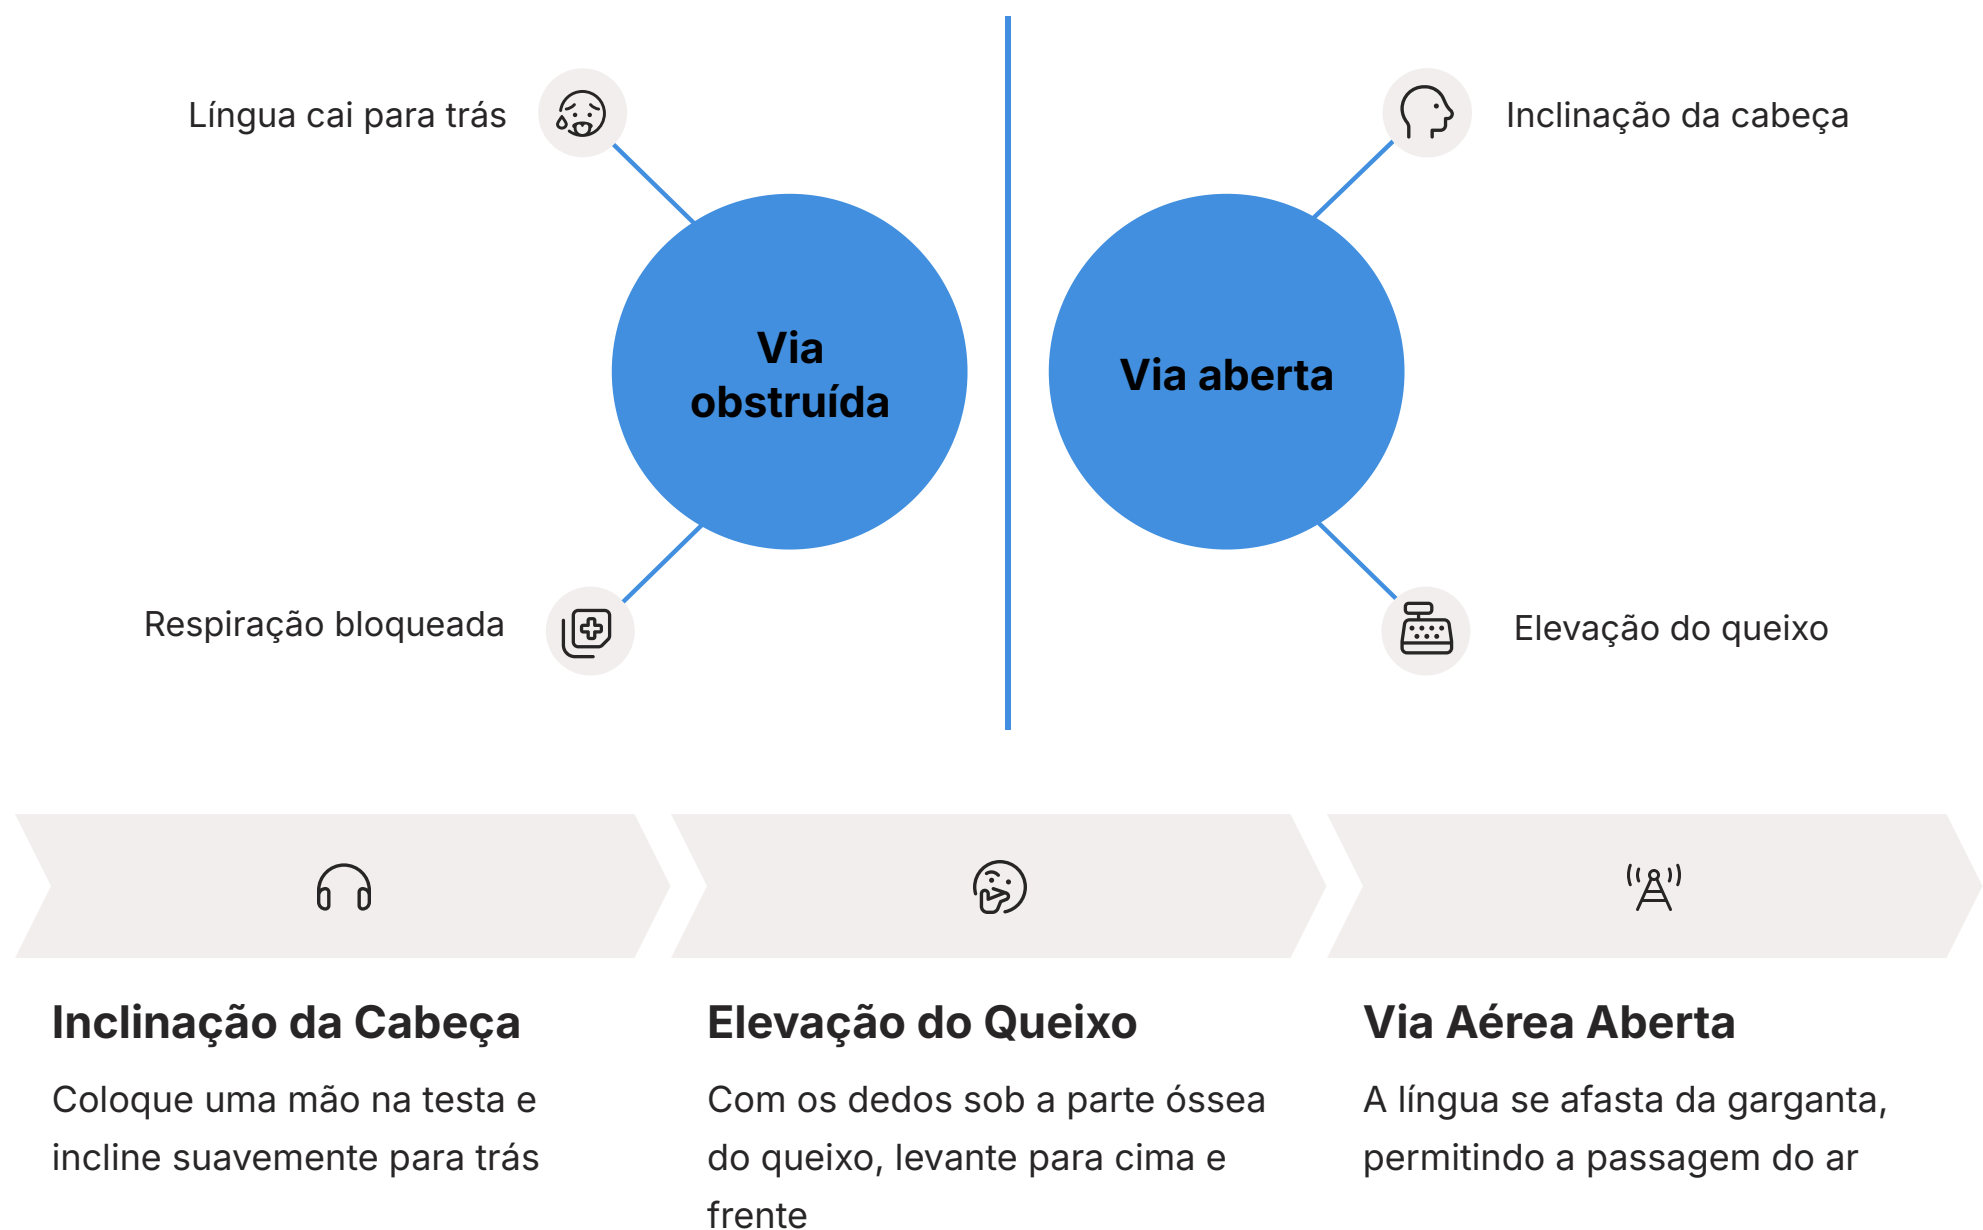 Língua cai para trás
Via
obstruída
Respiração bloqueada
Inclinação da cabeça
Via aberta
Elevação do queixo
Inclinação da Cabeça
Coloque uma mão na testa e
incline suavemente para trás
Elevação do Queixo
Com os dedos sob a parte óssea
do queixo, levante para cima e
frente
Via Aérea Aberta
A língua se afasta da garganta,
permitindo a passagem do ar